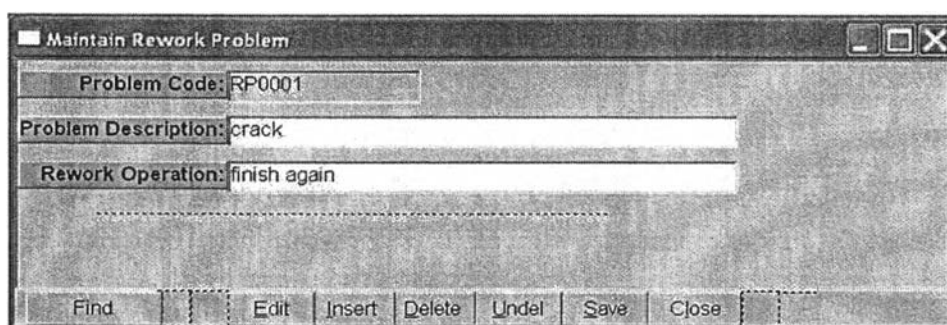 Maintain Rework Problem
Problem Code: RP0001
Problem Description: crack
Rework Operation: finish again
Find Edit Insert Delete Undel Save Close